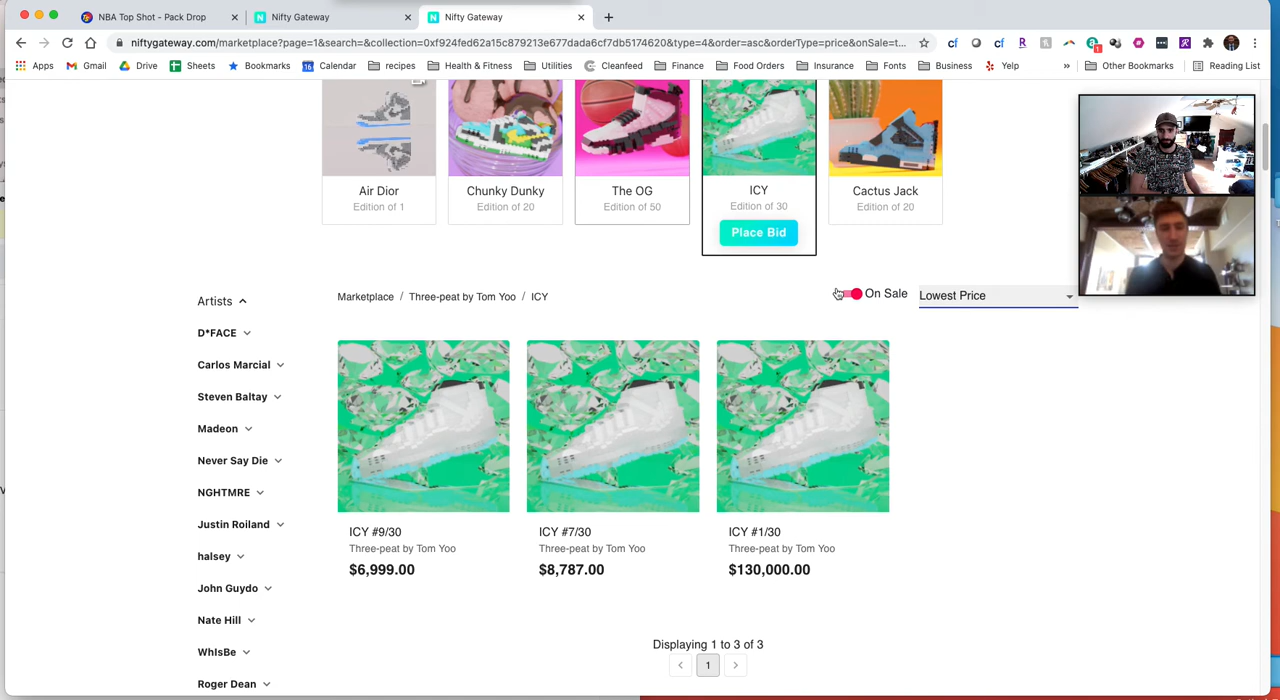 NBA Top Shot - Pack Drop
Nifty Gateway
Nifty Gateway
niftygateway.com/marketplace?page=1&search=&collection=0xf924fed62a15c879213e677dada6cf7db5174620&type=4&order=asc&orderType=price&onSale=t...
Apps
Gmail
Drive
Sheets
Bookmarks
Calendar
recipes
Health & Fitness
Utilities
Cleanfeed
Finance
Food Orders
Insurance
Fonts
Business
Yelp
»
Other Bookmarks
Reading List
Air Dior
Edition of 1
Chunky Dunky
Edition of 20
The OG
Edition of 50
ICY
Edition of 30
Place Bid
Cactus Jack
Edition of 20
Artists
D*FACE
Carlos Marcial
Steven Baltay
Madeon
Never Say Die
NGHTMRE
Justin Roiland
halsey
John Guydo
Nate Hill
WhIsBe
Roger Dean
Marketplace / Three-peat by Tom Yoo / ICY
On Sale
Lowest Price
ICY #9/30
Three-peat by Tom Yoo
$6,999.00
ICY #7/30
Three-peat by Tom Yoo
$8,787.00
ICY #1/30
Three-peat by Tom Yoo
$130,000.00
Displaying 1 to 3 of 3
1